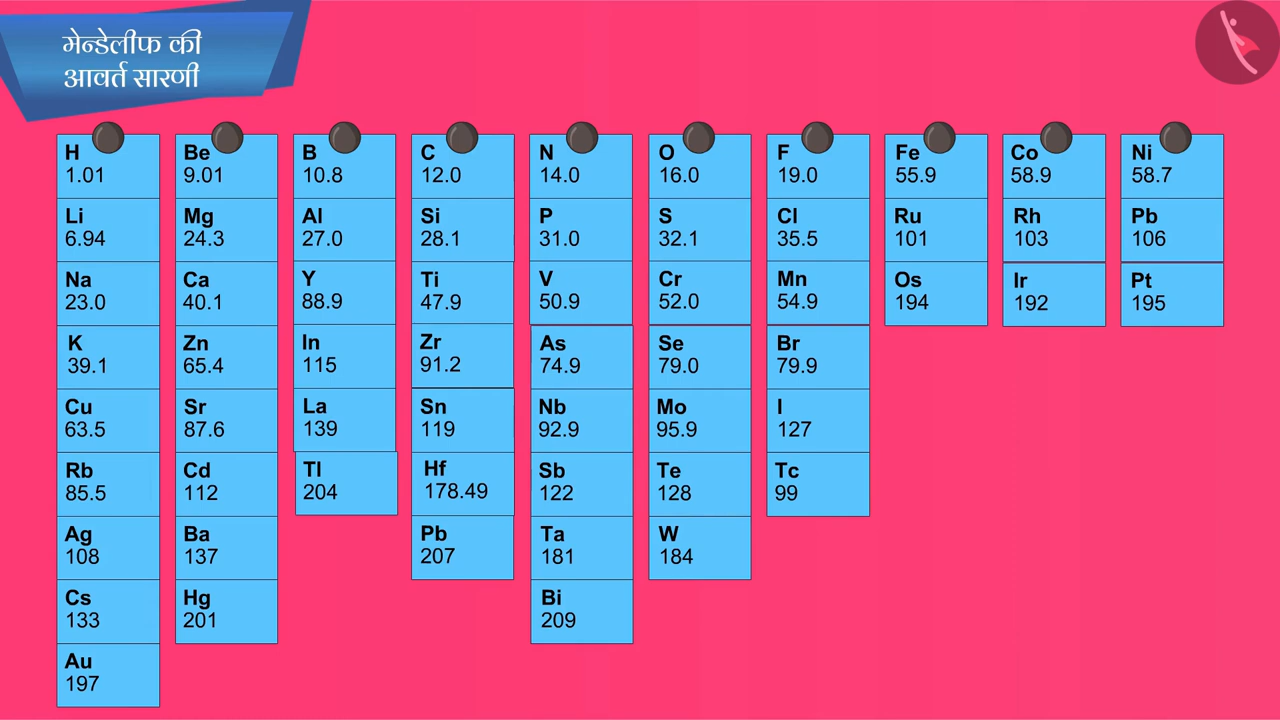 मेन्डेलीफ की
आवर्त सारणी
H
1.01
Li
6.94
Na
23.0
K
39.1
Cu
63.5
Rb
85.5
Ag
108
Cs
133
Au
197
Be
9.01
Mg
24.3
Ca
40.1
Zn
65.4
Sr
87.6
Cd
112
Ba
137
Hg
201
B
10.8
Al
27.0
Y
88.9
In
115
La
139
Tl
204
C
12.0
Si
28.1
Ti
47.9
Zr
91.2
Sn
119
Hf
178.49
Pb
207
N
14.0
P
31.0
V
50.9
As
74.9
Nb
92.9
Sb
122
Ta
181
Bi
209
O
16.0
S
32.1
Cr
52.0
Se
79.0
Mo
95.9
Te
128
W
184
F
19.0
Cl
35.5
Mn
54.9
Br
79.9
I
127
Tc
99
Fe
55.9
Ru
101
Os
194
Co
58.9
Rh
103
Ir
192
Ni
58.7
Pb
106
Pt
195